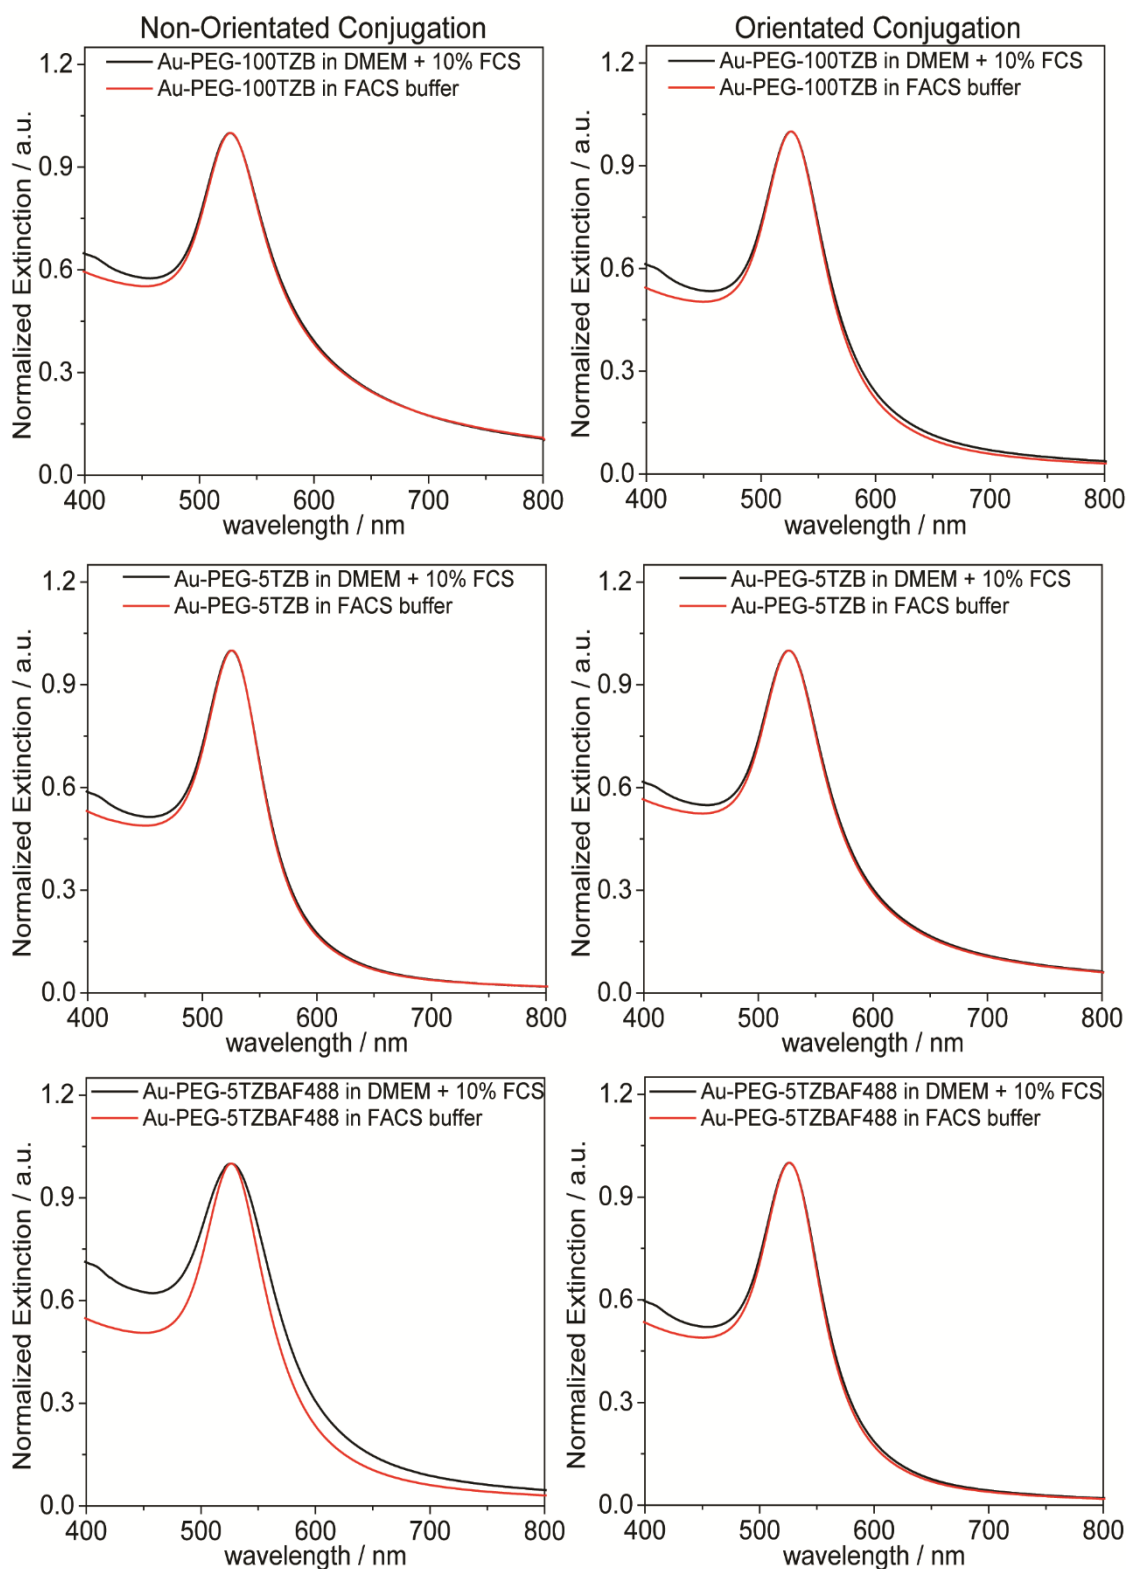 Non-Orientated Conjugation
Au-PEG-100TZB in DMEM + 10% FCS
Au-PEG-100TZB in FACS buffer
Normalized Extinction / a.u.
1.2
0.9
0.6
0.3
0.0
400 500 600 700 800
wavelength / nm
Orientated Conjugation
Au-PEG-100TZB in DMEM + 10% FCS
Au-PEG-100TZB in FACS buffer
Normalized Extinction / a.u.
1.2
0.9
0.6
0.3
0.0
400 500 600 700 800
wavelength / nm
Au-PEG-5TZB in DMEM + 10% FCS
Au-PEG-5TZB in FACS buffer
Normalized Extinction / a.u.
1.2
0.9
0.6
0.3
0.0
400 500 600 700 800
wavelength / nm
Au-PEG-5TZB in DMEM + 10% FCS
Au-PEG-5TZB in FACS buffer
Normalized Extinction / a.u.
1.2
0.9
0.6
0.3
0.0
400 500 600 700 800
wavelength / nm
Au-PEG-5TZBAF488 in DMEM + 10% FCS
Au-PEG-5TZBAF488 in FACS buffer
Normalized Extinction / a.u.
1.2
0.9
0.6
0.3
0.0
400 500 600 700 800
wavelength / nm
Au-PEG-5TZBAF488 in DMEM + 10% FCS
Au-PEG-5TZBAF488 in FACS buffer
Normalized Extinction / a.u.
1.2
0.9
0.6
0.3
0.0
400 500 600 700 800
wavelength / nm